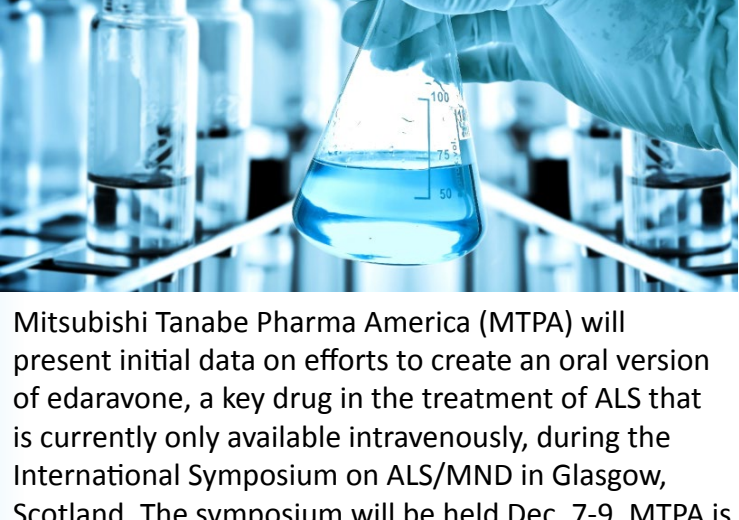 100
75
50
Mitsubishi Tanabe Pharma America (MTPA) will
present initial data on efforts to create an oral version
of edaravone, a key drug in the treatment of ALS that
is currently only available intravenously, during the
International Symposium on ALS/MND in Glasgow,
Scotland. The symposium will be held Dec. 7-9. MTPA is